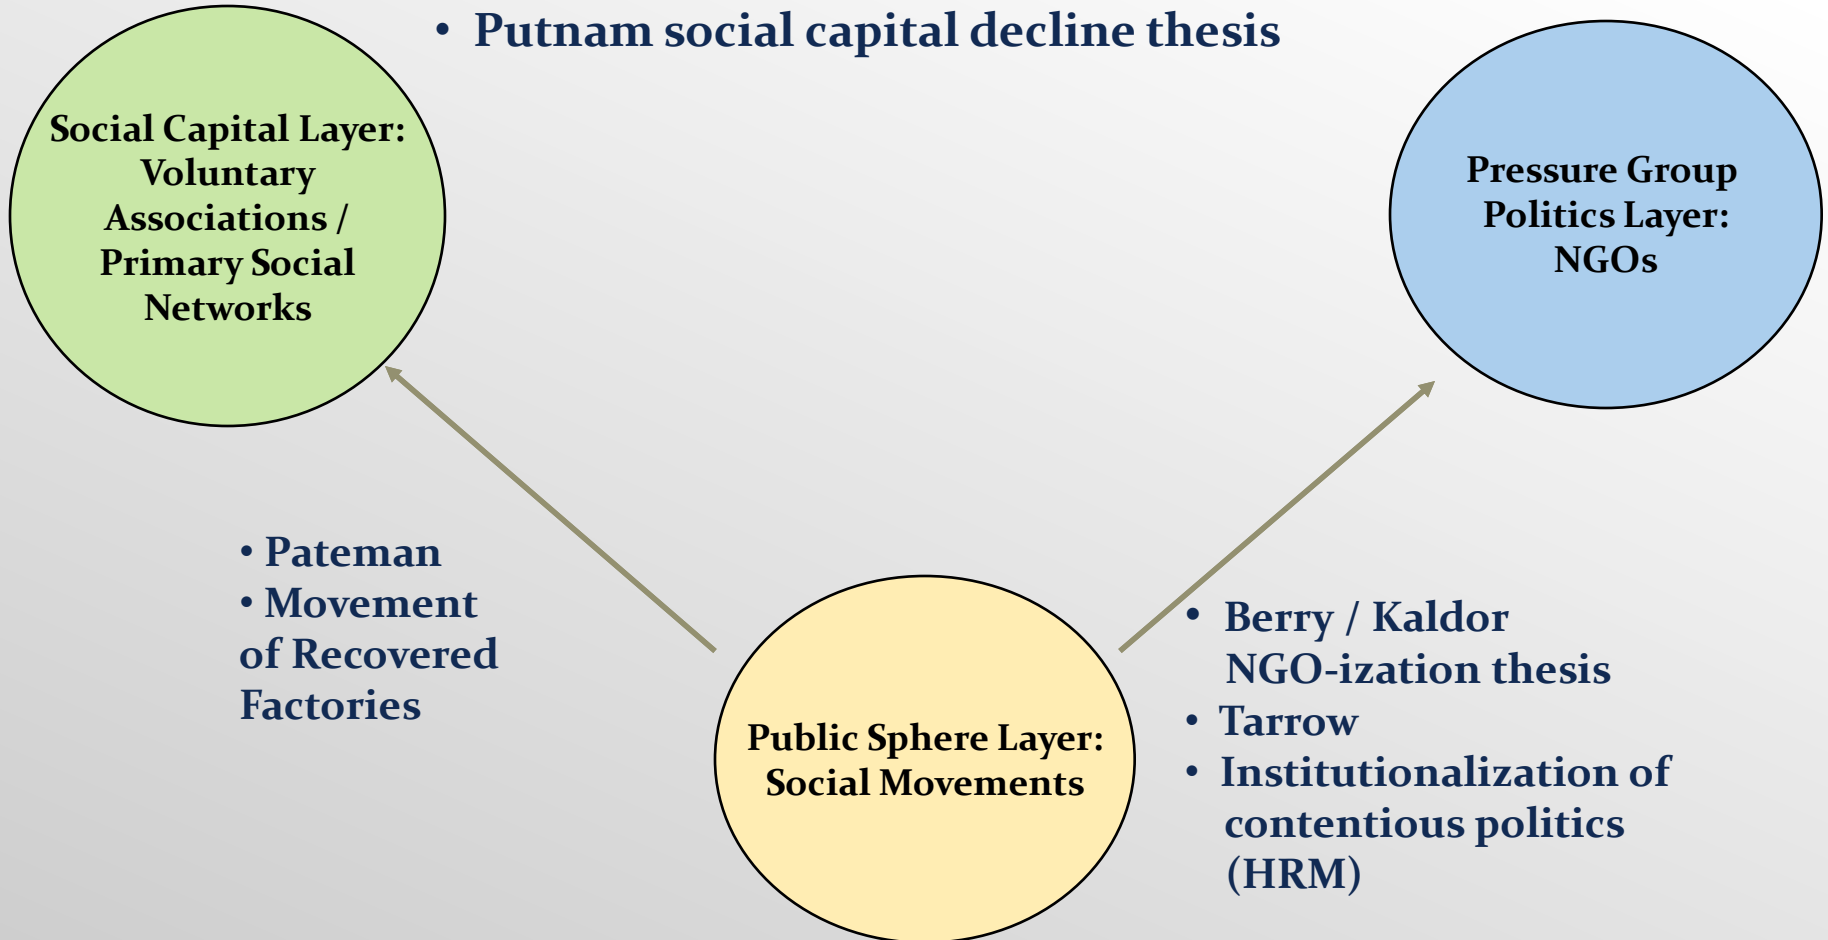 • Putnam social capital decline thesis
Social Capital Layer:
Voluntary
Associations /
Primary Social
Networks
Pressure Group
Politics Layer:
NGOs
• Pateman
• Movement
of Recovered
Factories
Public Sphere Layer:
Social Movements
• Berry / Kaldor
NGO-ization thesis
• Tarrow
• Institutionalization of
contentious politics
(HRM)